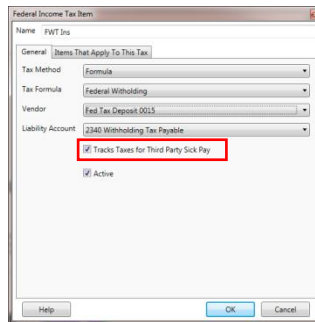 Federal Income Tax Item
Name FWT Ins
General Items That Apply To This Tax
Tax Method Formula
Tax Formula Federal Witholding
Vendor Fed Tax Deposit 0015
Liability Account 2340 Withholding Tax Payable
Tracks Taxes for Third Party Sick Pay
Active
Help OK Cancel